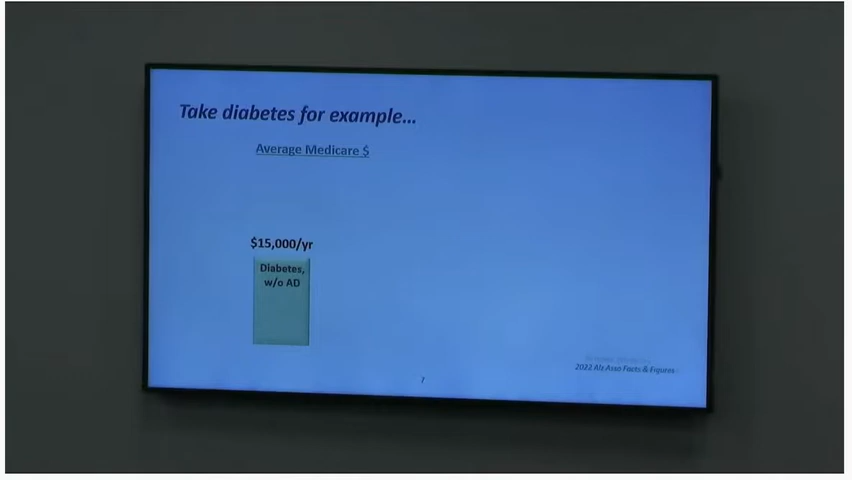 Take diabetes for example...
Average Medicare $
$15,000/yr
Diabetes,
w/o AD
2022 Alz Asso Facts & Figures
7